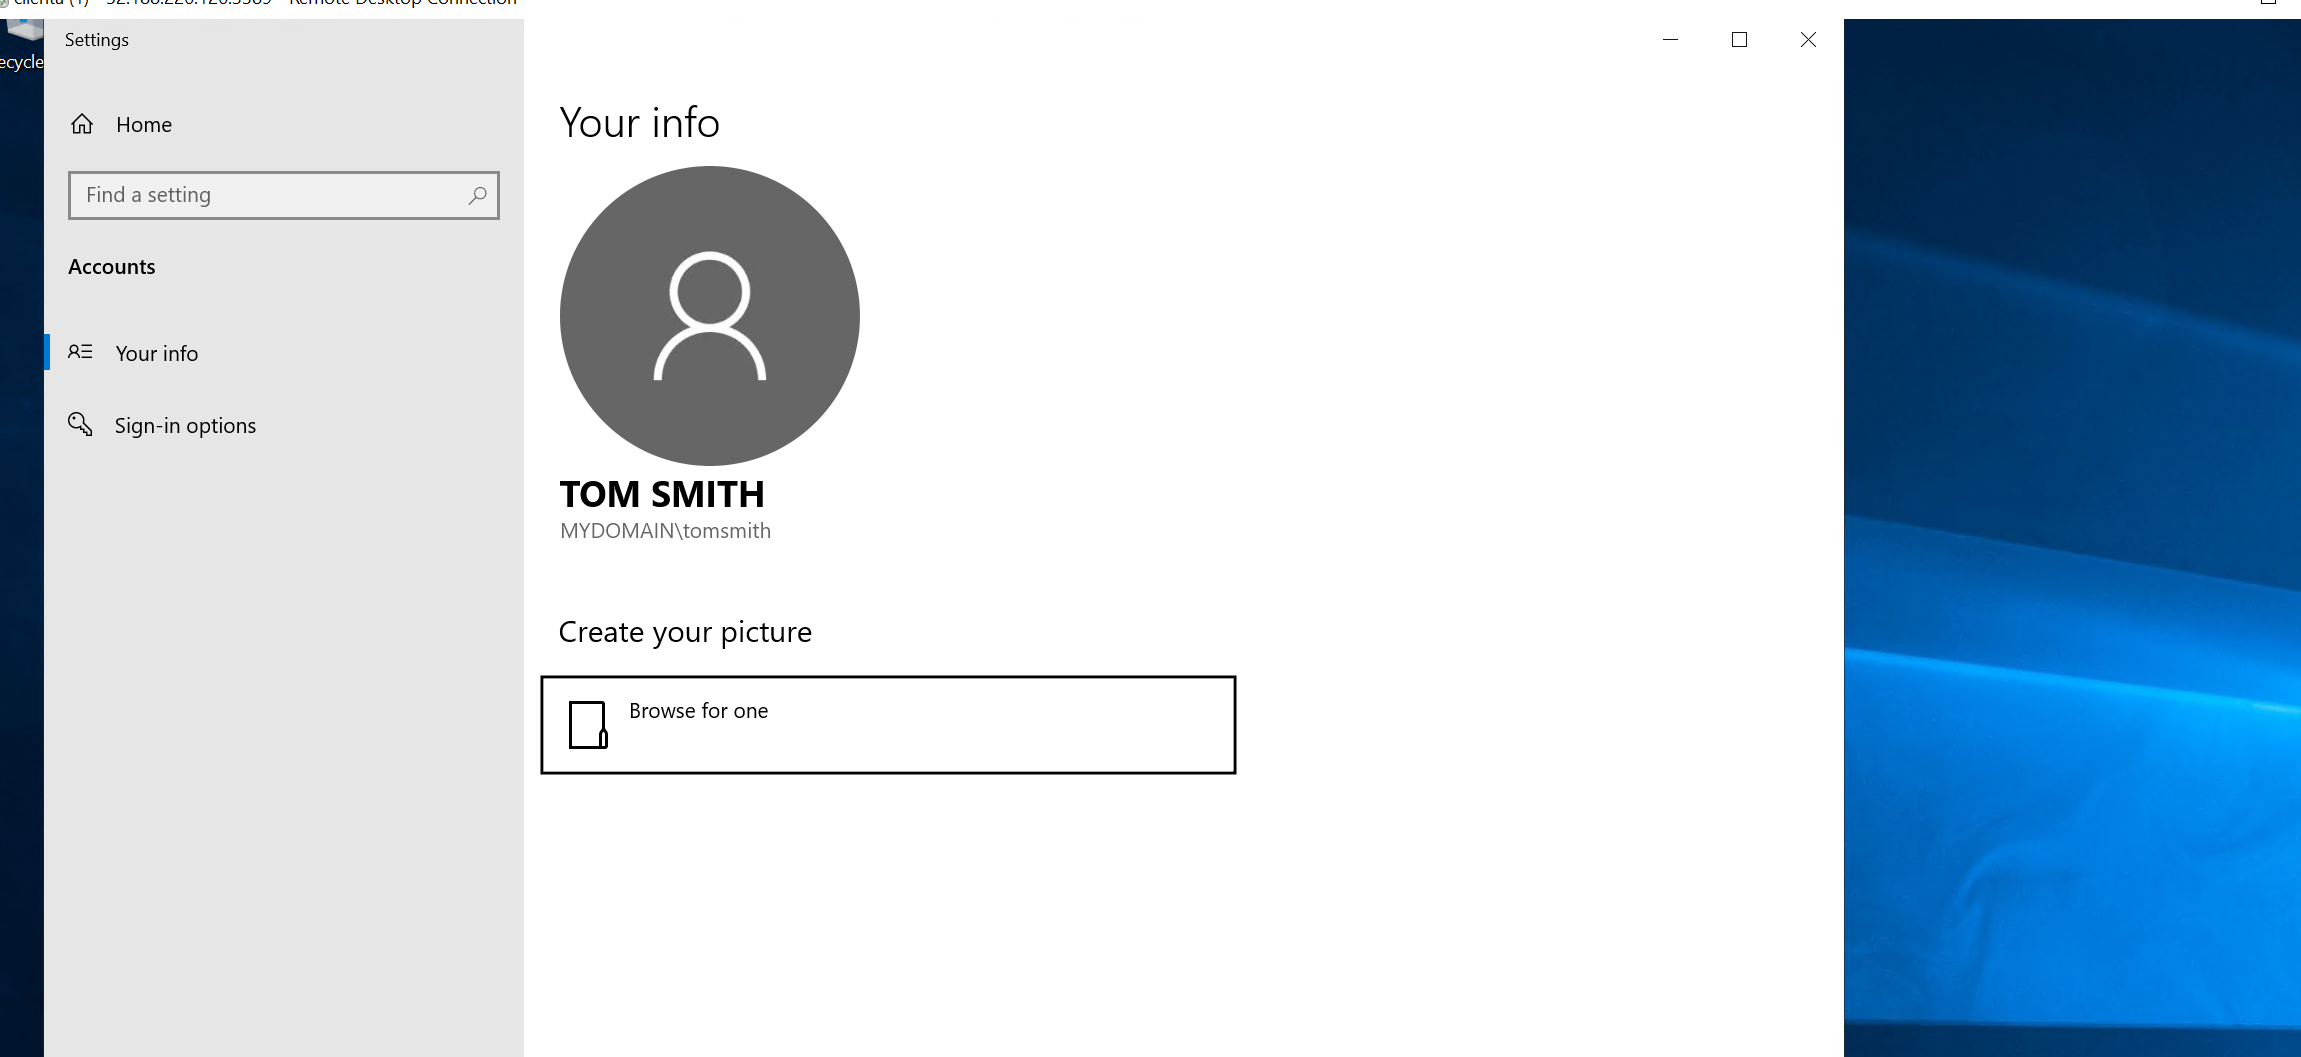 Remote Desktop Connection
ecycle
Settings
Home
Find a setting
Accounts
Your info
Sign-in options
Your info
TOM SMITH
MYDOMAIN\tomsmith
Create your picture
Browse for one